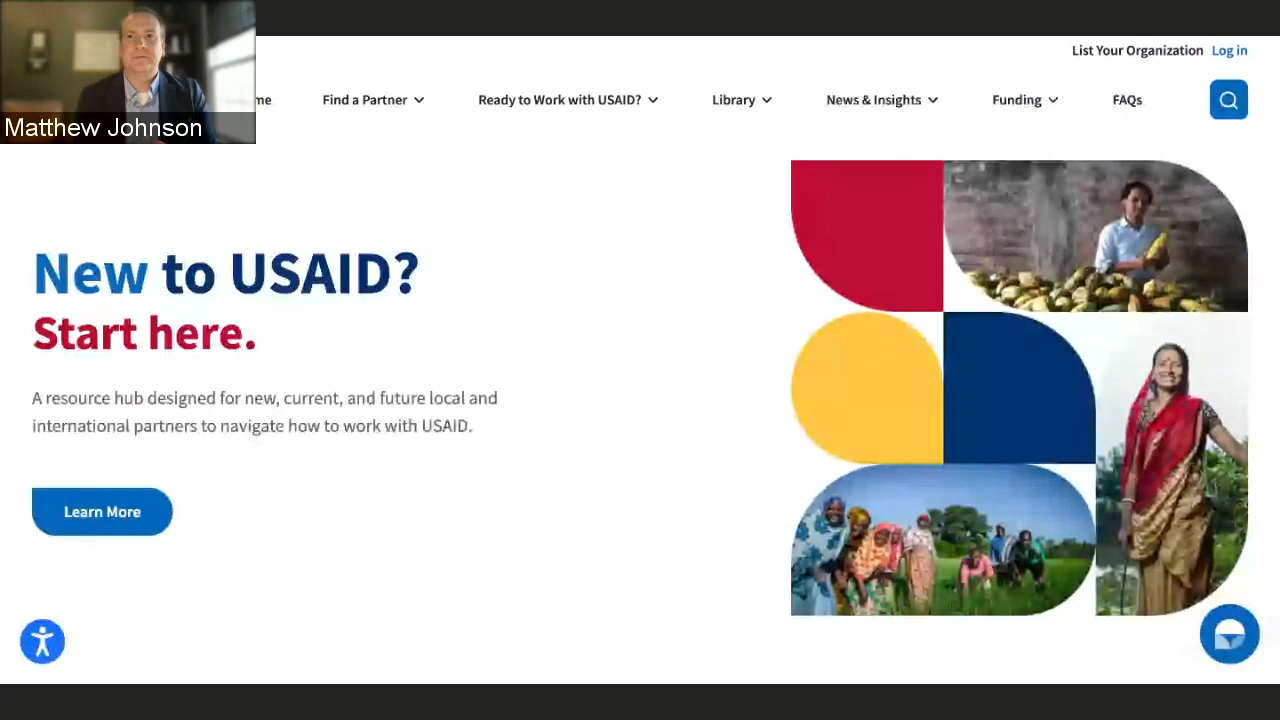 List Your Organization Log in
me Find a Partner Ready to Work with USAID? Library News & Insights Funding FAQs
Matthew Johnson
New to USAID?
Start here.
A resource hub designed for new, current, and future local and
international partners to navigate how to work with USAID.
Learn More